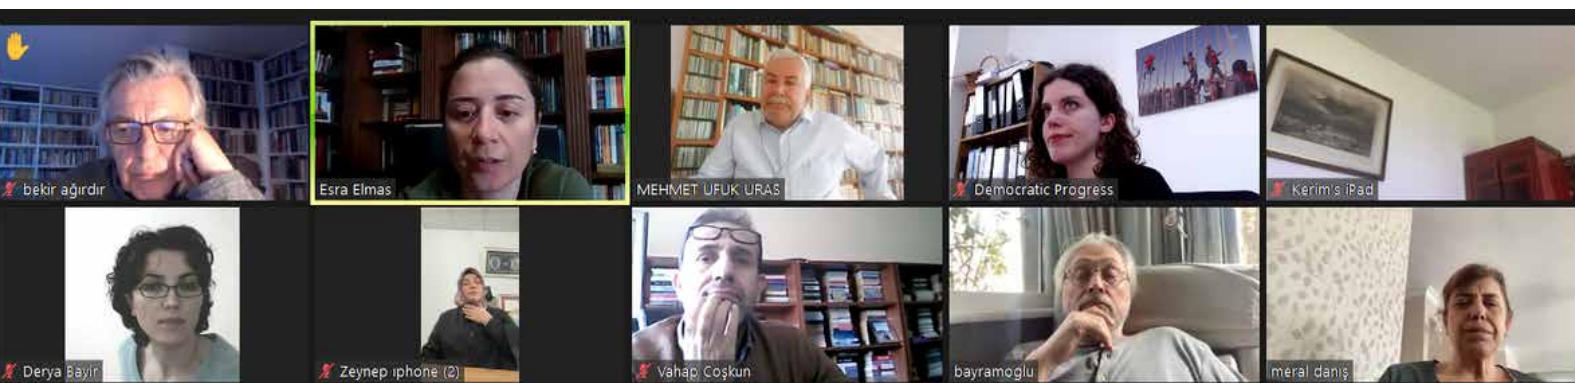 bekir ağırdır
Esra Elmas
MEHMET UFUK URAS
Democratic Progress
Kerim's iPad
Derya Bayir
Zeynep iphone (2)
Vahap Coşkun
bayramoglu
meral danış